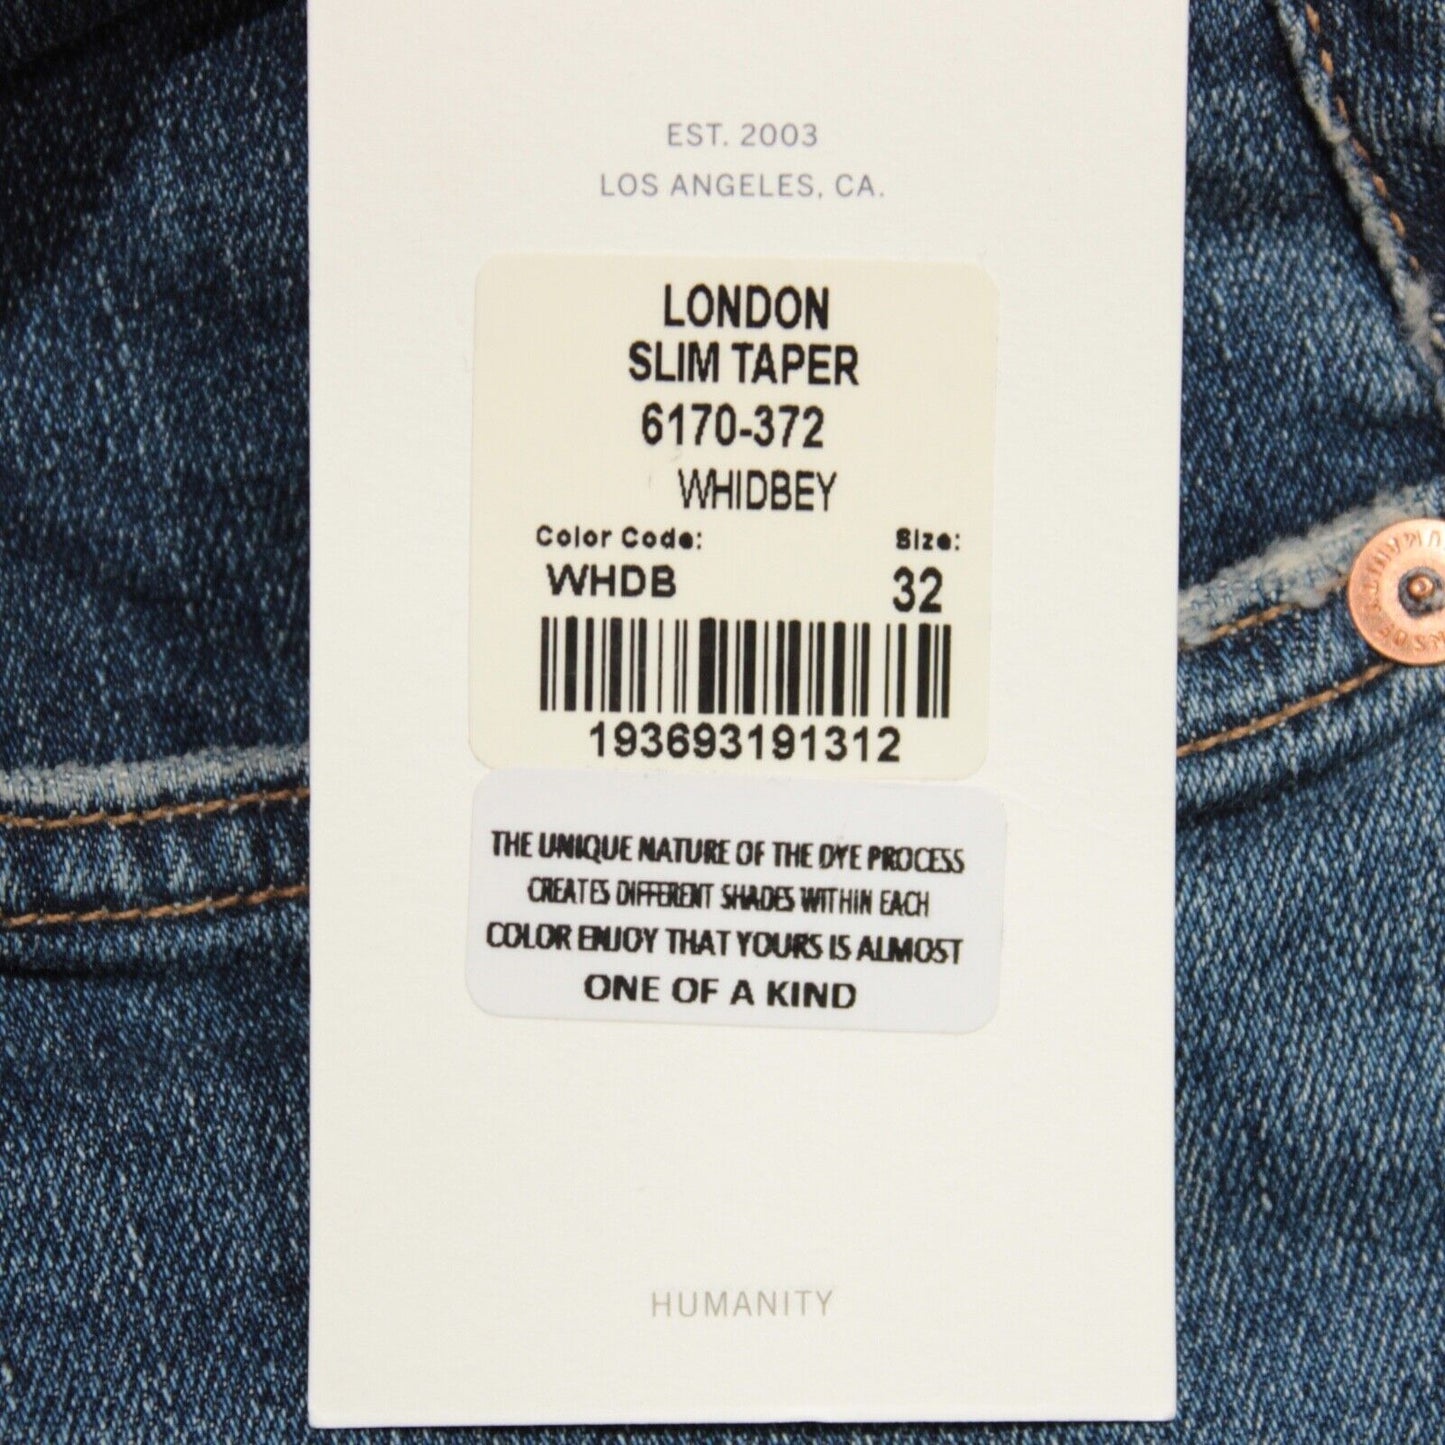 EST. 2003
LOS ANGELES, CA.
LONDON
SLIM TAPER
6170-372
WHIDBEY
Color Code: Size:
WHDB 32
193693191312
THE UNIQUE NATURE OF THE DYE PROCESS
CREATES DIFFERENT SHADES WITHIN EACH
COLOR ENJOY THAT YOURS IS ALMOST
ONE OF A KIND
HUMANITY